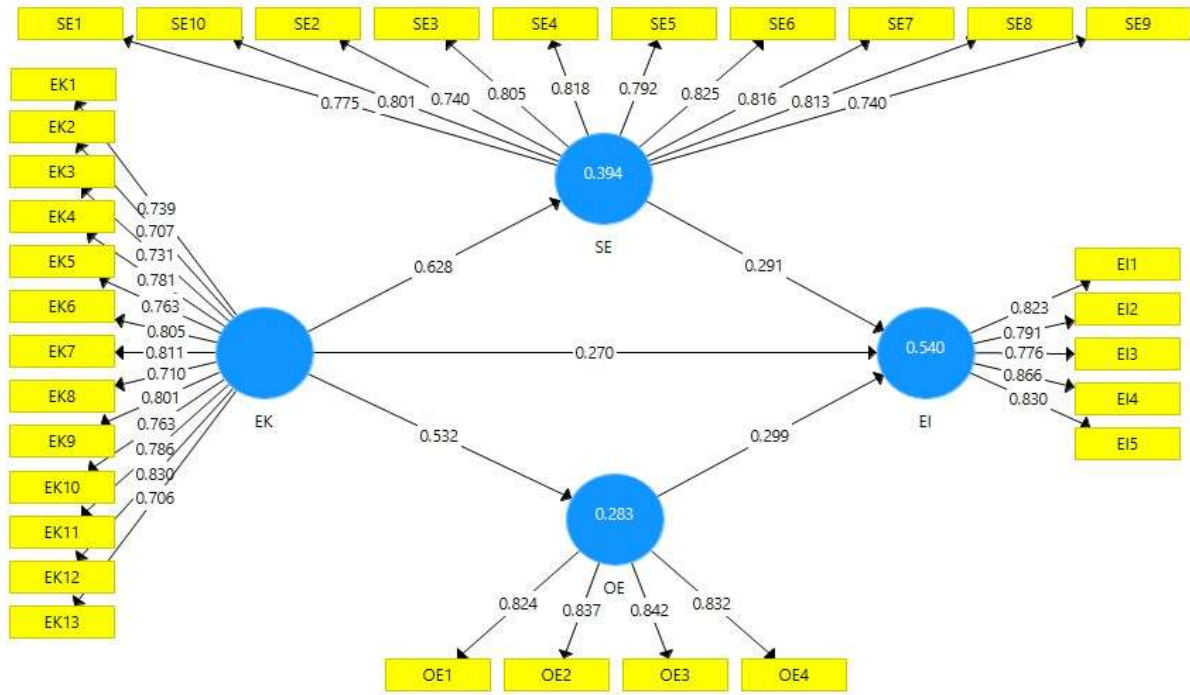 SE1 SE10 SE2 SE3 SE4 SE5 SE6 SE7 SE8 SE9
0.775 0.801 0.740 0.805 0.818 0.792 0.825 0.816 0.813 0.740
EK1
EK2
EK3
EK4
EK5
EK6
EK7
EK8
EK9
EK10
EK11
EK12
EK13
0.739
0.707
0.731
0.781
0.763
0.805
0.811
0.710
0.801
0.763
0.786
0.830
0.706
EK
0.628
0.270
0.532
0.394
SE
0.291
0.299
0.283
OE
0.540
EI
0.823
0.791
0.776
0.866
0.830
EI1
EI2
EI3
EI4
EI5
0.824 0.837 0.842 0.832
OE1 OE2 OE3 OE4